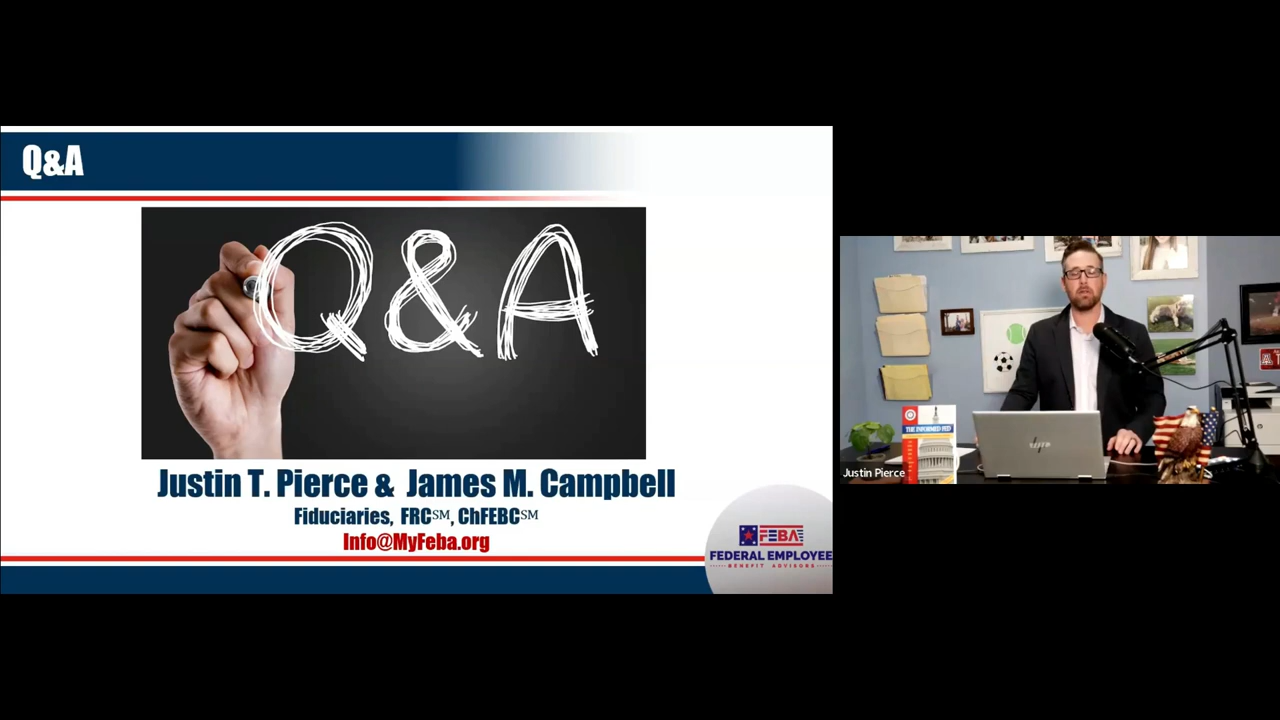 Q&A
Q&A
Justin T. Pierce & James M. Campbell
Fiduciaries, FRC℠, ChFEBC℠
Info@MyFeba.org
FEBA
FEDERAL EMPLOYEE
BENEFIT ADVISORS
Justin Pierce
THE INFORMED FED
hp